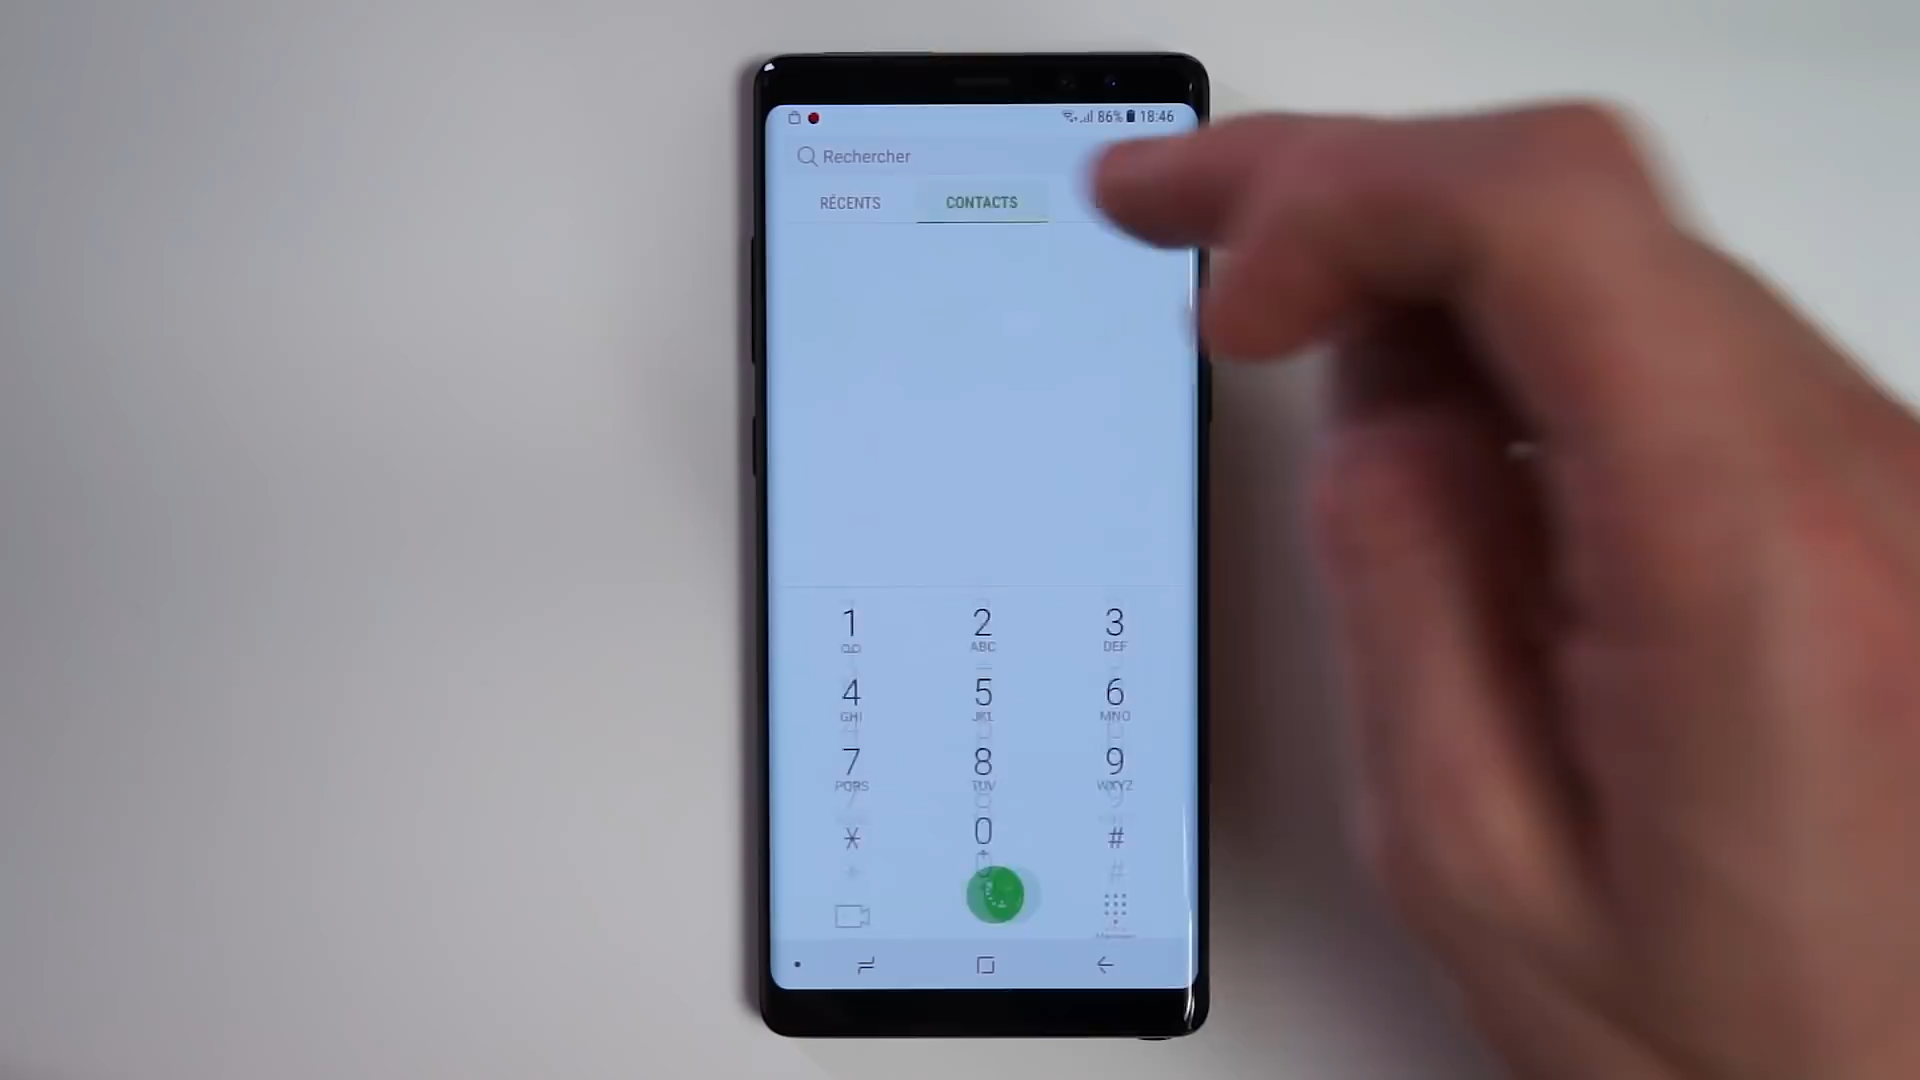 86% 18:46
Rechercher
RÉCENTS CONTACTS
1 2 3
ABC DEF
4 5 6
GHI JKL MNO
7 8 9
PQRS TUV WXYZ
* 0 #
+